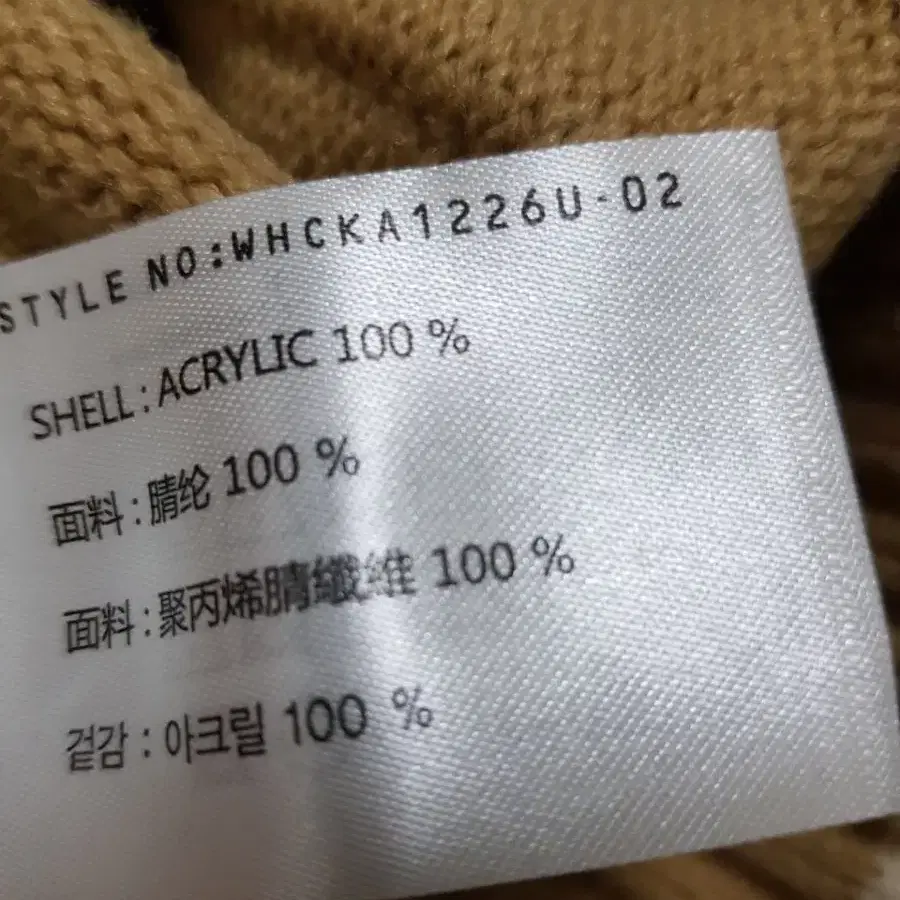 STYLE NO:WHCKA1226U-02
SHELL:ACRYLIC 100 %
面料:腈纶 100 %
面料:聚丙烯腈纖维 100 %
겉감 : 아크릴 100 %